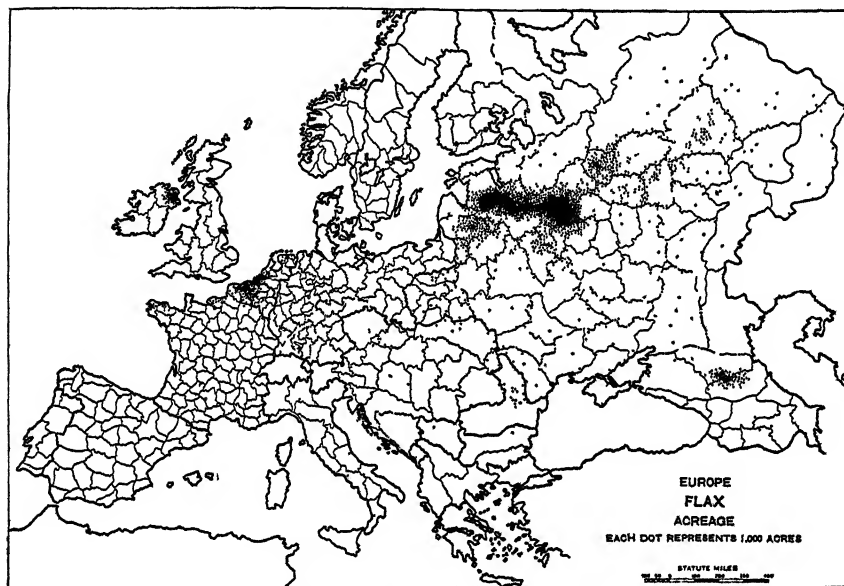 EUROPE
FLAX
ACREAGE
EACH DOT REPRESENTS 1,000 ACRES
STATUTE MILES